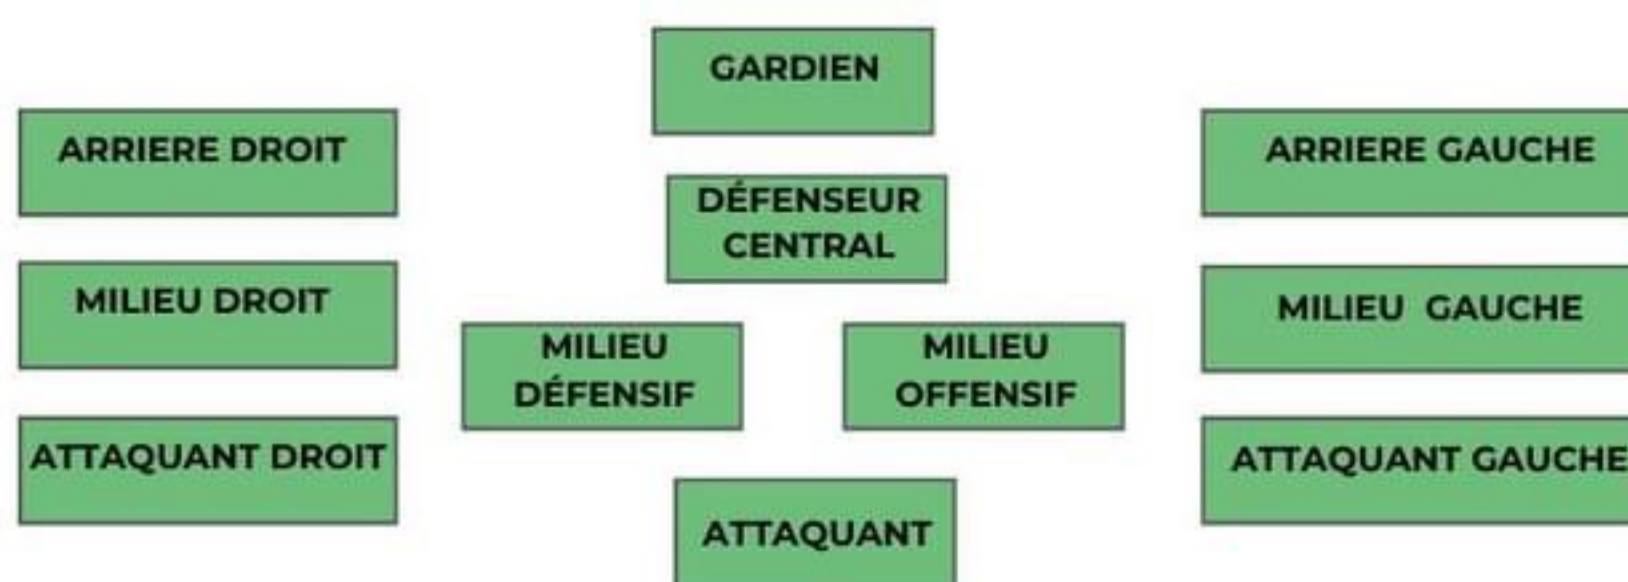 GARDIEN
ARRIERE DROIT
ARRIERE GAUCHE
DÉFENSEUR
CENTRAL
MILIEU DROIT
MILIEU GAUCHE
MILIEU
DÉFENSIF
MILIEU
OFFENSIF
ATTAQUANT DROIT
ATTAQUANT GAUCHE
ATTAQUANT